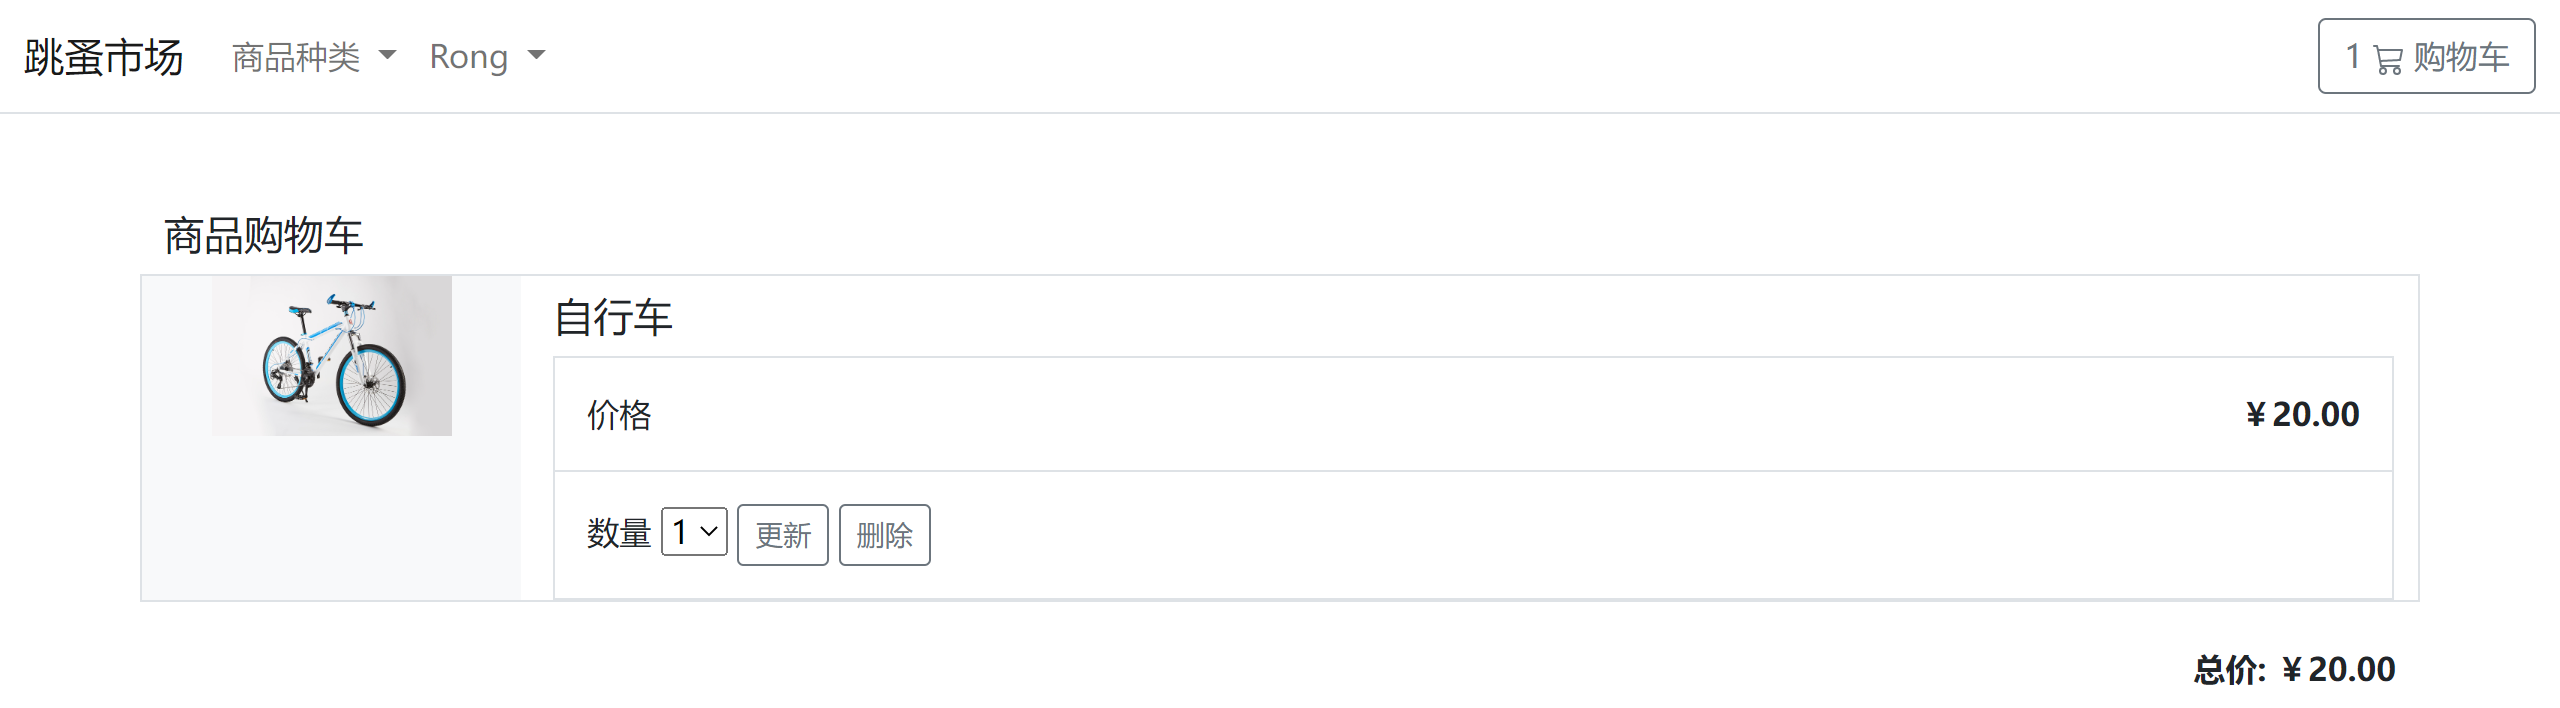 跳蚤市场 商品种类 Rong 1 购物车
商品购物车
自行车
价格 ¥20.00
数量 1 更新 删除
总价: ¥20.00